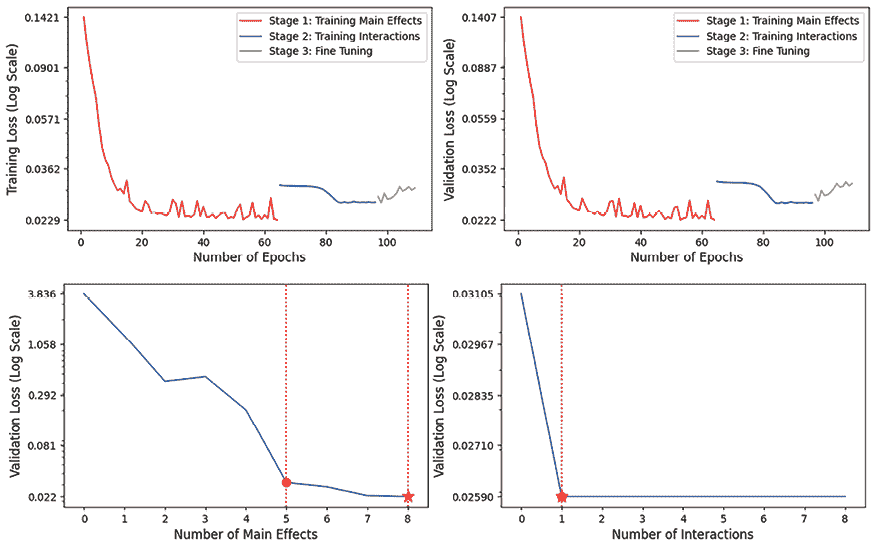 0.1421
0.0901
0.0571
0.0362
0.0229
Training Loss (Log Scale)
Stage 1: Training Main Effects
Stage 2: Training Interactions
Stage 3: Fine Tuning
0 20 40 60 80 100
Number of Epochs
0.1407
0.0887
0.0559
0.0352
0.0222
Validation Loss (Log Scale)
Stage 1: Training Main Effects
Stage 2: Training Interactions
Stage 3: Fine Tuning
0 20 40 60 80 100
Number of Epochs
3.836
1.058
0.292
0.081
0.022
Validation Loss (Log Scale)
0 1 2 3 4 5 6 7 8
Number of Main Effects
0.03105
0.02967
0.02835
0.02710
0.02590
Validation Loss (Log Scale)
0 1 2 3 4 5 6 7 8
Number of Interactions